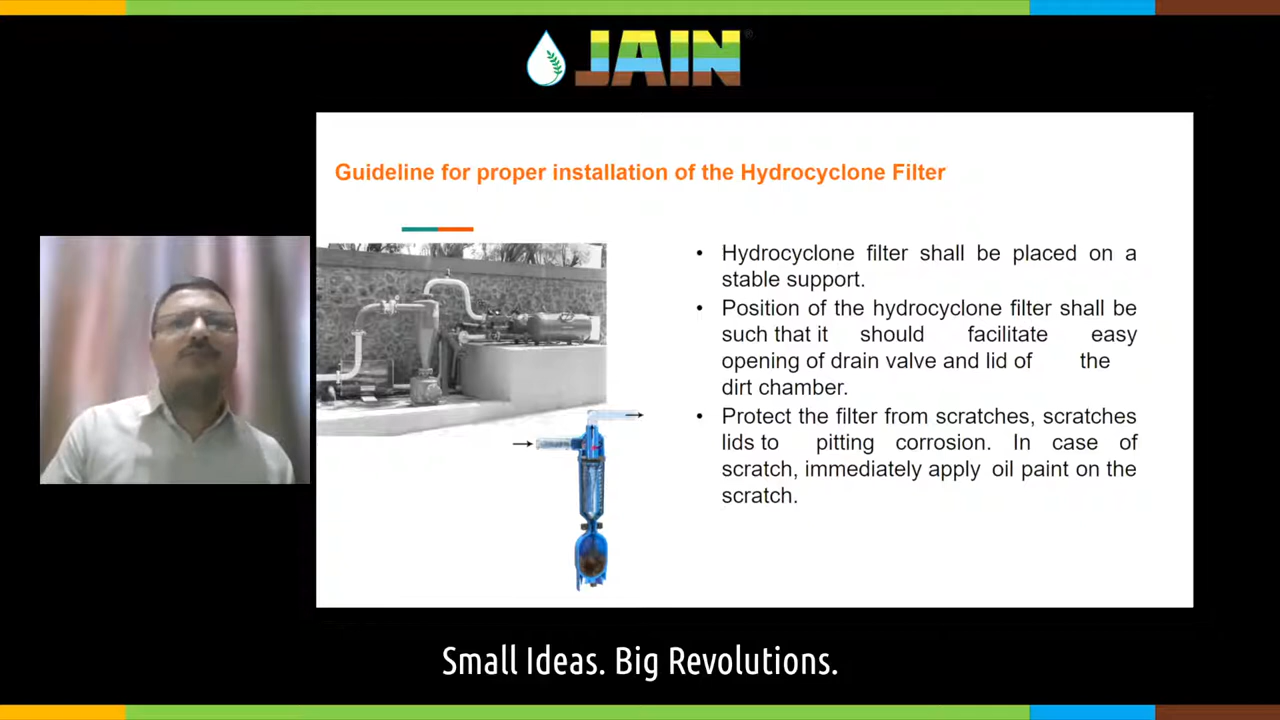 JAIN®
Guideline for proper installation of the Hydrocyclone Filter
• Hydrocyclone filter shall be placed on a
stable support.
• Position of the hydrocyclone filter shall be
such that it should facilitate easy
opening of drain valve and lid of the
dirt chamber.
• Protect the filter from scratches, scratches
lids to pitting corrosion. In case of
scratch, immediately apply oil paint on the
scratch.
Small Ideas. Big Revolutions.